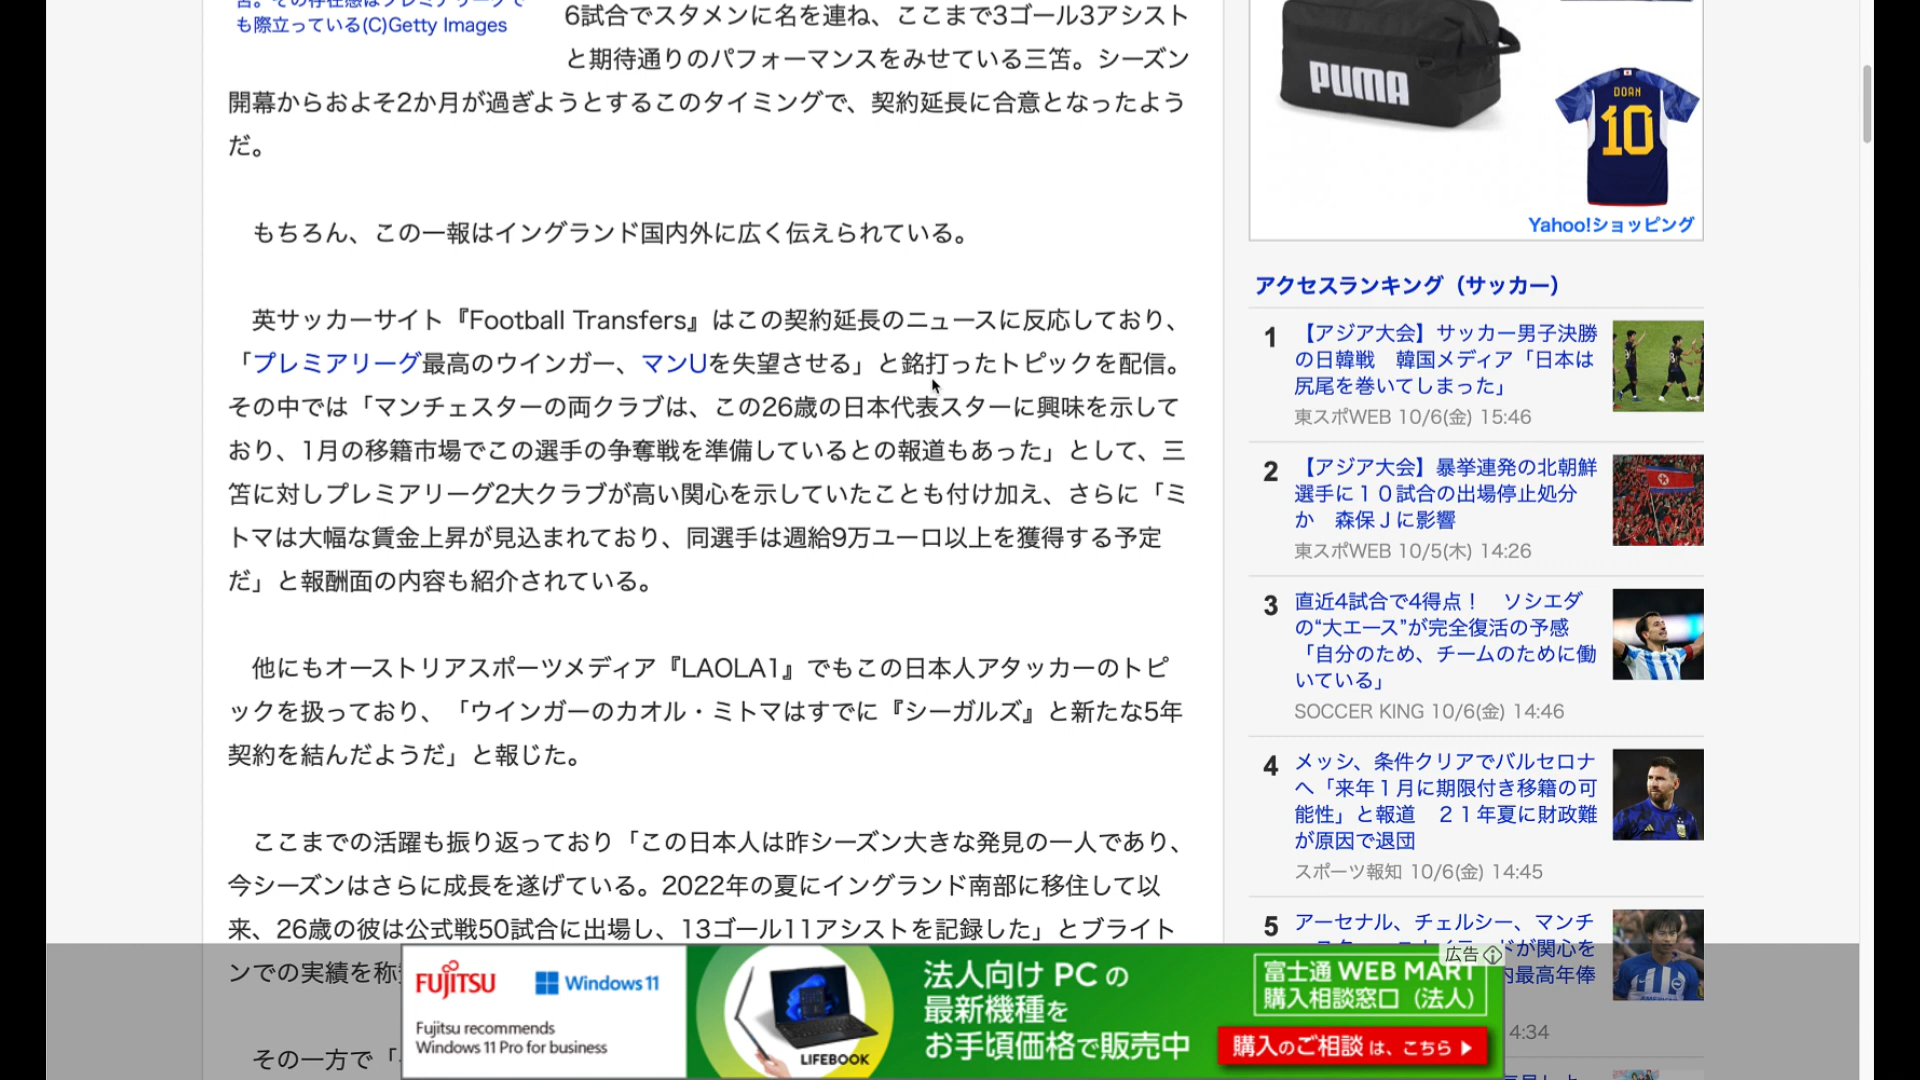 も際立っている(C)Getty Images
6試合でスタメンに名を連ね、ここまで3ゴール3アシスト
と期待通りのパフォーマンスをみせている三笘。シーズン
開幕からおよそ2か月が過ぎようとするこのタイミングで、契約延長に合意となったよう
だ。
もちろん、この一報はイングランド国内外に広く伝えられている。
英サッカーサイト『Football Transfers』はこの契約延長のニュースに反応しており、
「プレミアリーグ最高のウインガー、マンUを失望させる」と銘打ったトピックを配信。
その中では「マンチェスターの両クラブは、この26歳の日本代表スターに興味を示して
おり、1月の移籍市場でこの選手の争奪戦を準備しているとの報道もあった」として、三
笘に対しプレミアリーグ2大クラブが高い関心を示していたことも付け加え、さらに「ミ
トマは大幅な賃金上昇が見込まれており、同選手は週給9万ユーロ以上を獲得する予定
だ」と報酬面の内容も紹介されている。
他にもオーストリアスポーツメディア『LAOLA1』でもこの日本人アタッカーのトピ
ックを扱っており、「ウインガーのカオル・ミトマはすでに『シーガルズ』と新たな5年
契約を結んだようだ」と報じた。
ここまでの活躍も振り返っており「この日本人は昨シーズン大きな発見の一人であり、
今シーズンはさらに成長を遂げている。2022年の夏にイングランド南部に移住して以
来、26歳の彼は公式戦50試合に出場し、13ゴール11アシストを記録した」とブライト
ンでの実績を称
その一方で「
PUMA
DOAN
10
Yahoo!ショッピング
アクセスランキング（サッカー）
1
【アジア大会】サッカー男子決勝
の日韓戦　韓国メディア「日本は
尻尾を巻いてしまった」
東スポWEB 10/6(金) 15:46
2
【アジア大会】暴挙連発の北朝鮮
選手に１０試合の出場停止処分
か　森保Ｊに影響
東スポWEB 10/5(木) 14:26
3
直近4試合で4得点！　ソシエダ
の“大エース”が完全復活の予感
「自分のため、チームのために働
いている」
SOCCER KING 10/6(金) 14:46
4
メッシ、条件クリアでバルセロナ
へ「来年１月に期限付き移籍の可
能性」と報道　２１年夏に財政難
が原因で退団
スポーツ報知 10/6(金) 14:45
5
アーセナル、チェルシー、マンチ
ドが関心を
内最高年俸
4:34
広告
FUJITSU
Windows 11
Fujitsu recommends
Windows 11 Pro for business
LIFEBOOK
法人向け PC の
最新機種を
お手頃価格で販売中
富士通 WEB MART
購入相談窓口（法人）
購入のご相談 は、こちら